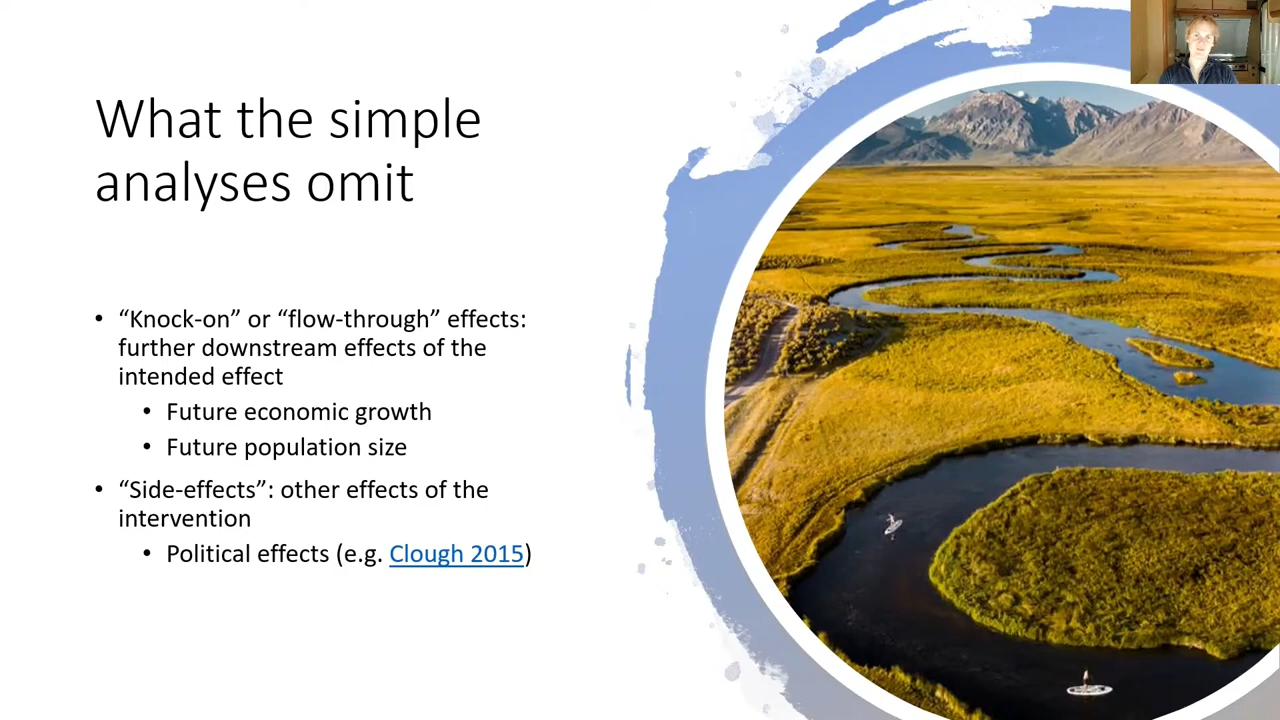 What the simple
analyses omit
• “Knock-on” or “flow-through” effects:
further downstream effects of the
intended effect
• Future economic growth
• Future population size
• “Side-effects”: other effects of the
intervention
• Political effects (e.g. Clough 2015)